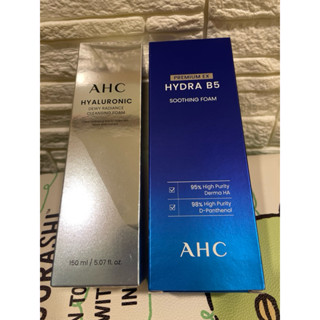 AHC
HYALURONIC
DEWY RADIANCE
CLEANSING FOAM
150 ml / 5.07 fl. oz
PREMIUM EX
HYDRA B5
SOOTHING FOAM
95% High Purity
Derma HA
98% High Purity
D-Panthenol
AHC